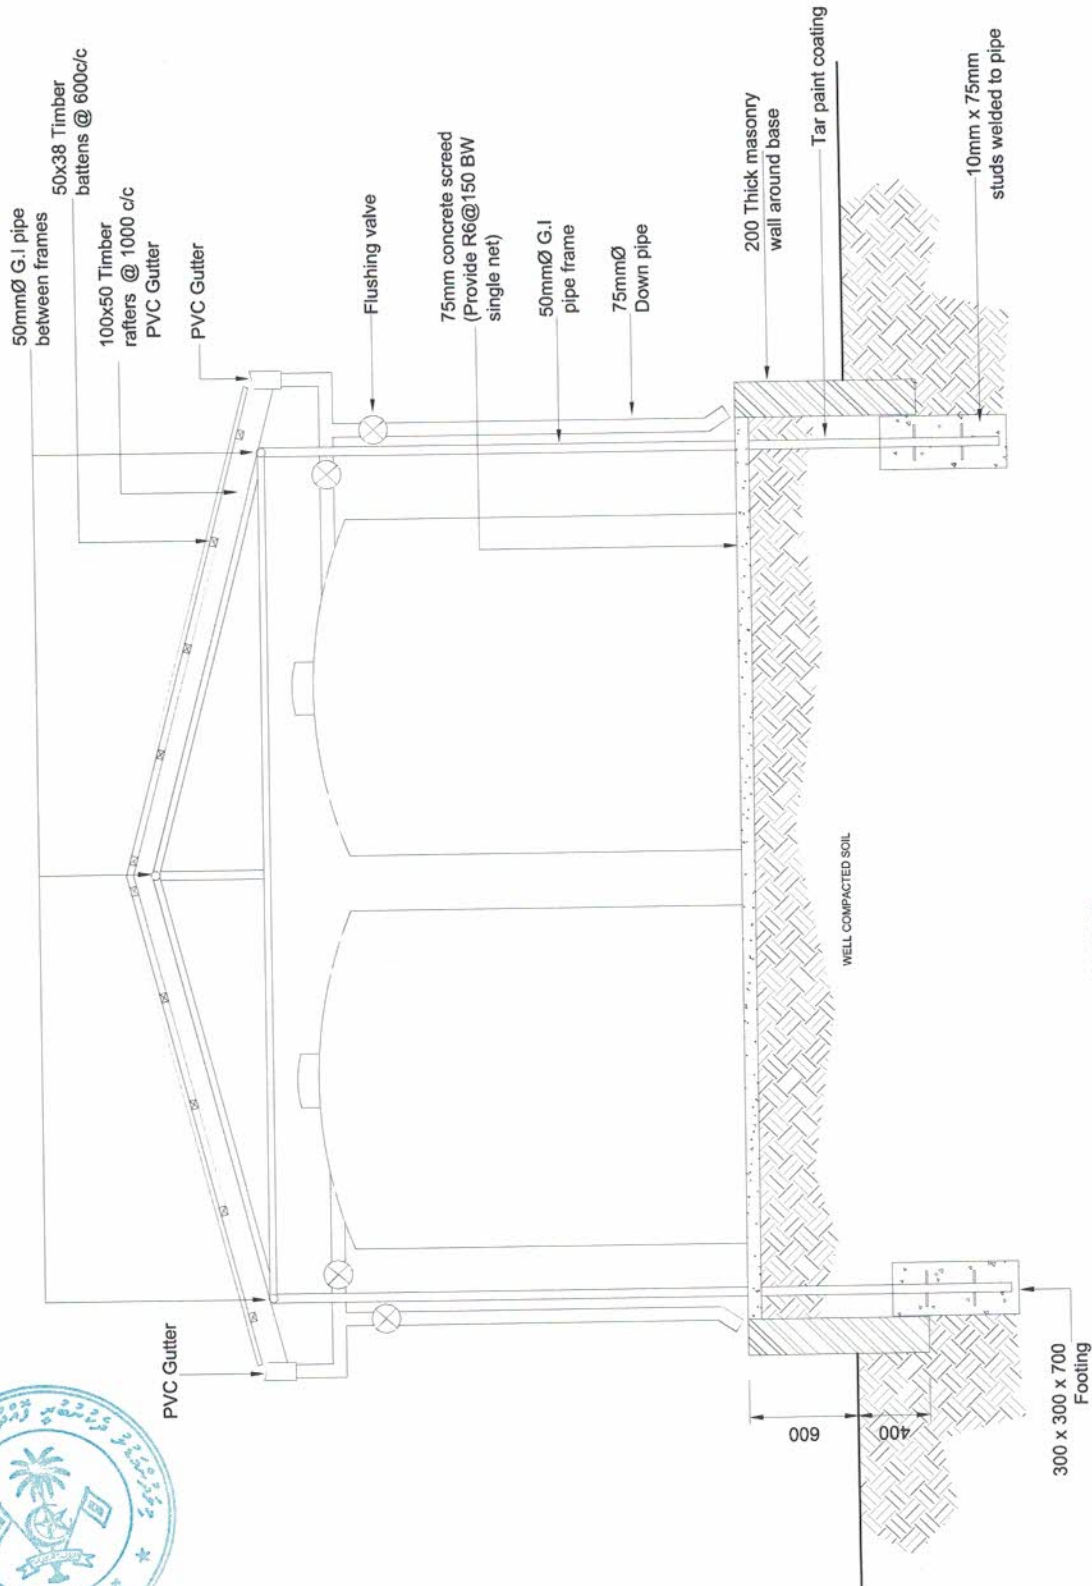 50mmØ G.I pipe
between frames
50x38 Timber
battens @ 600c/c
100x50 Timber
rafters @ 1000 c/c
PVC Gutter
PVC Gutter
Flushing valve
75mm concrete screed
(Provide R6@150 BW
single net)
50mmØ G.I
pipe frame
75mmØ
Down pipe
200 Thick masonry
wall around base
Tar paint coating
10mm x 75mm
studs welded to pipe
PVC Gutter
WELL COMPACTED SOIL
600
400
300 x 300 x 700
Footing